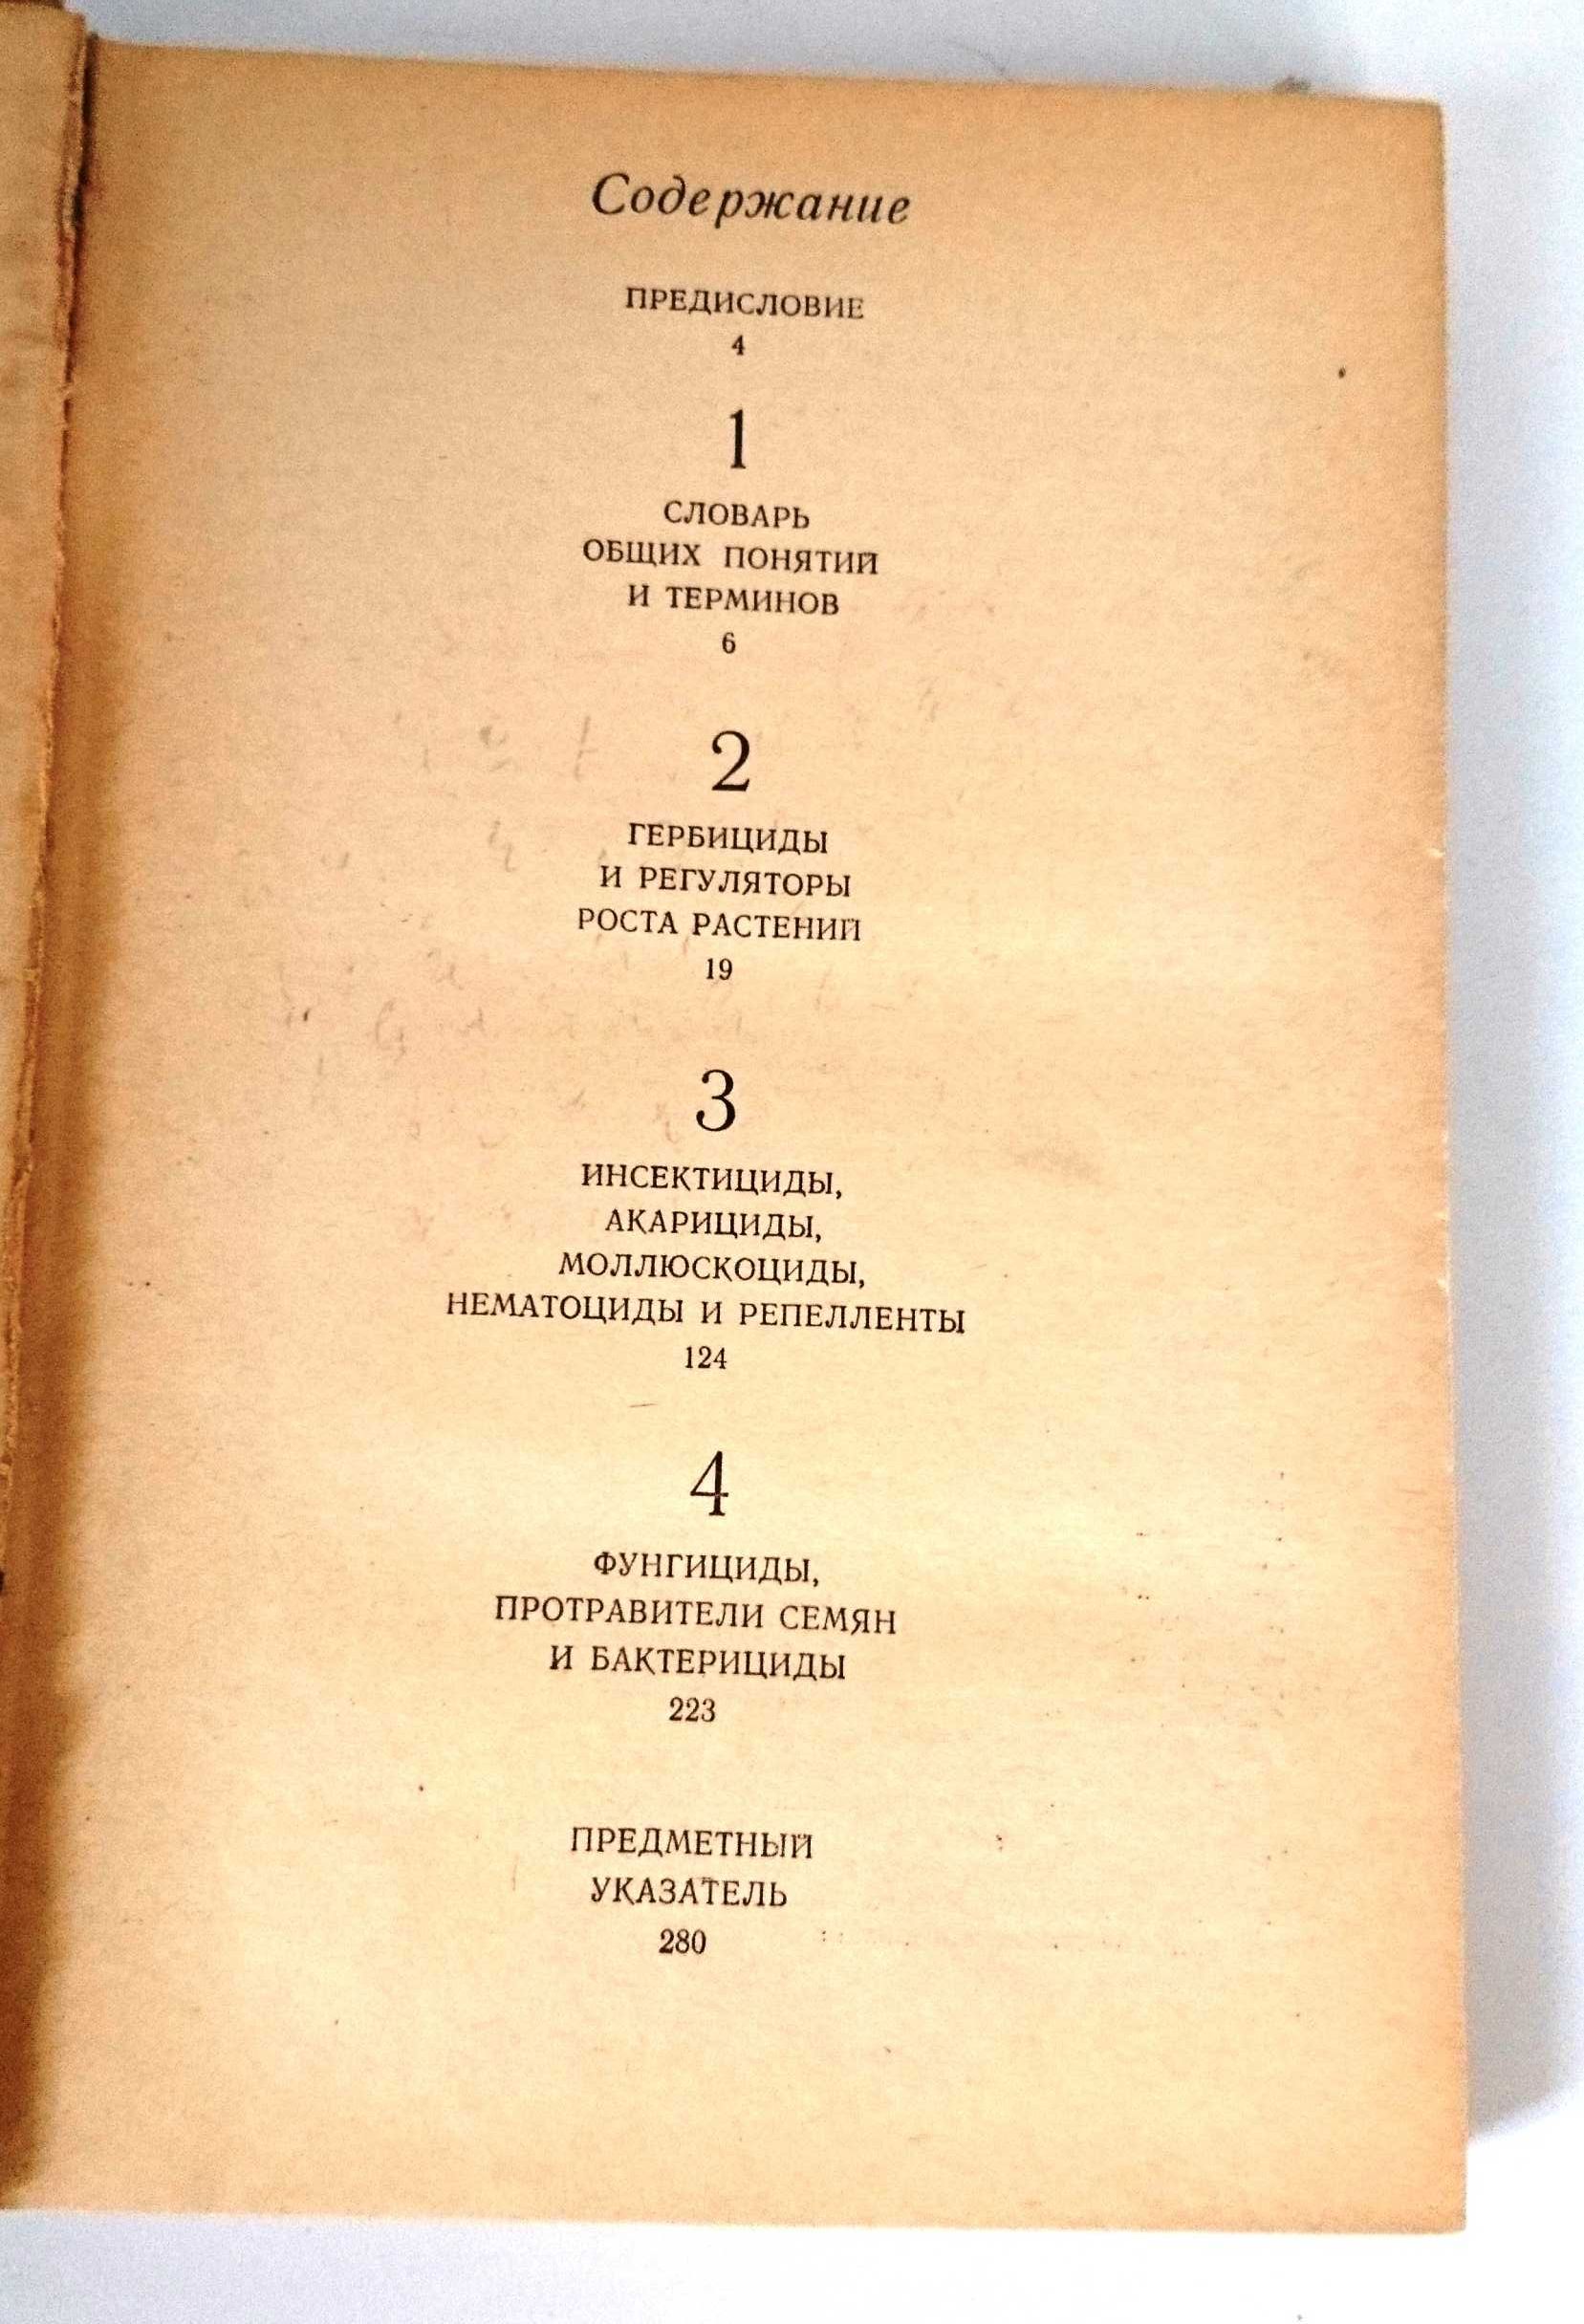 Содержание
ПРЕДИСЛОВИЕ
4
1
СЛОВАРЬ
ОБЩИХ ПОНЯТИЙ
И ТЕРМИНОВ
6
2
ГЕРБИЦИДЫ
И РЕГУЛЯТОРЫ
РОСТА РАСТЕНИЙ
19
3
ИНСЕКТИЦИДЫ,
АКАРИЦИДЫ,
МОЛЛЮСКОЦИДЫ,
НЕМАТОЦИДЫ И РЕПЕЛЛЕНТЫ
124
4
ФУНГИЦИДЫ,
ПРОТРАВИТЕЛИ СЕМЯН
И БАКТЕРИЦИДЫ
223
ПРЕДМЕТНЫЙ
УКАЗАТЕЛЬ
280